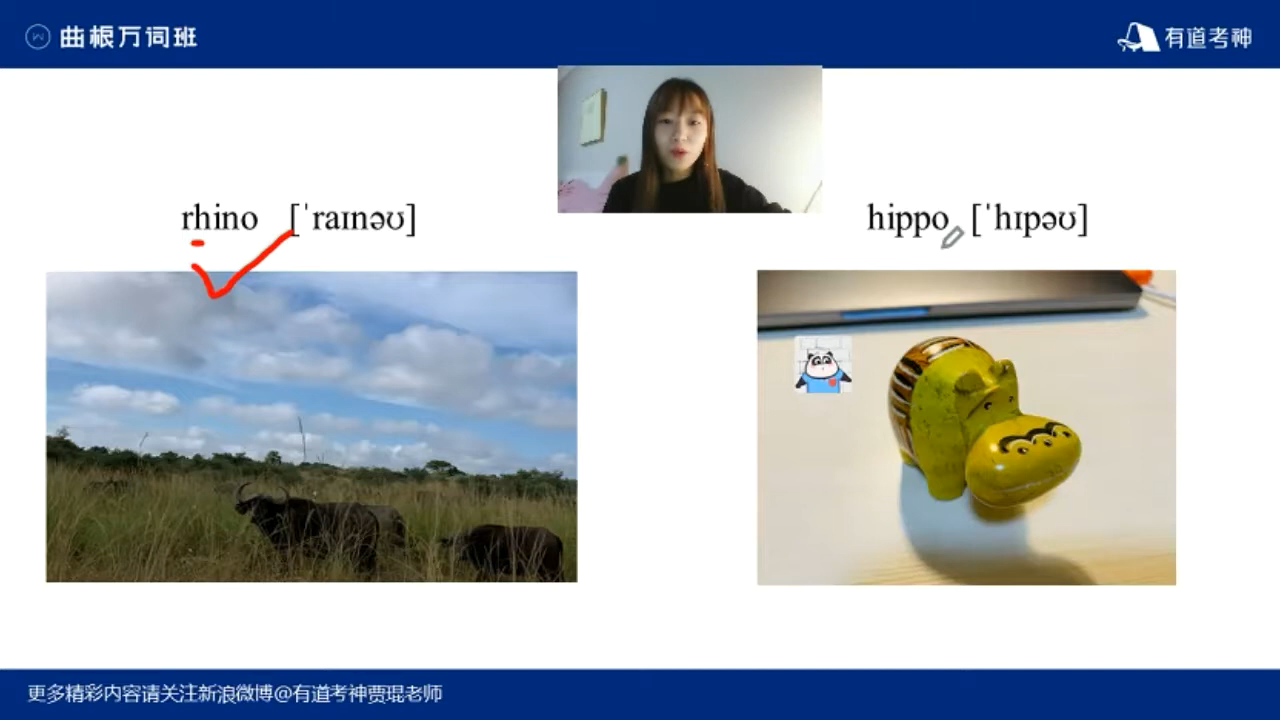 曲根万词班
有道考神
rhino [ˈraɪnəʊ]
hippo [ˈhɪpəʊ]
更多精彩内容请关注新浪微博@有道考神贾琨老师